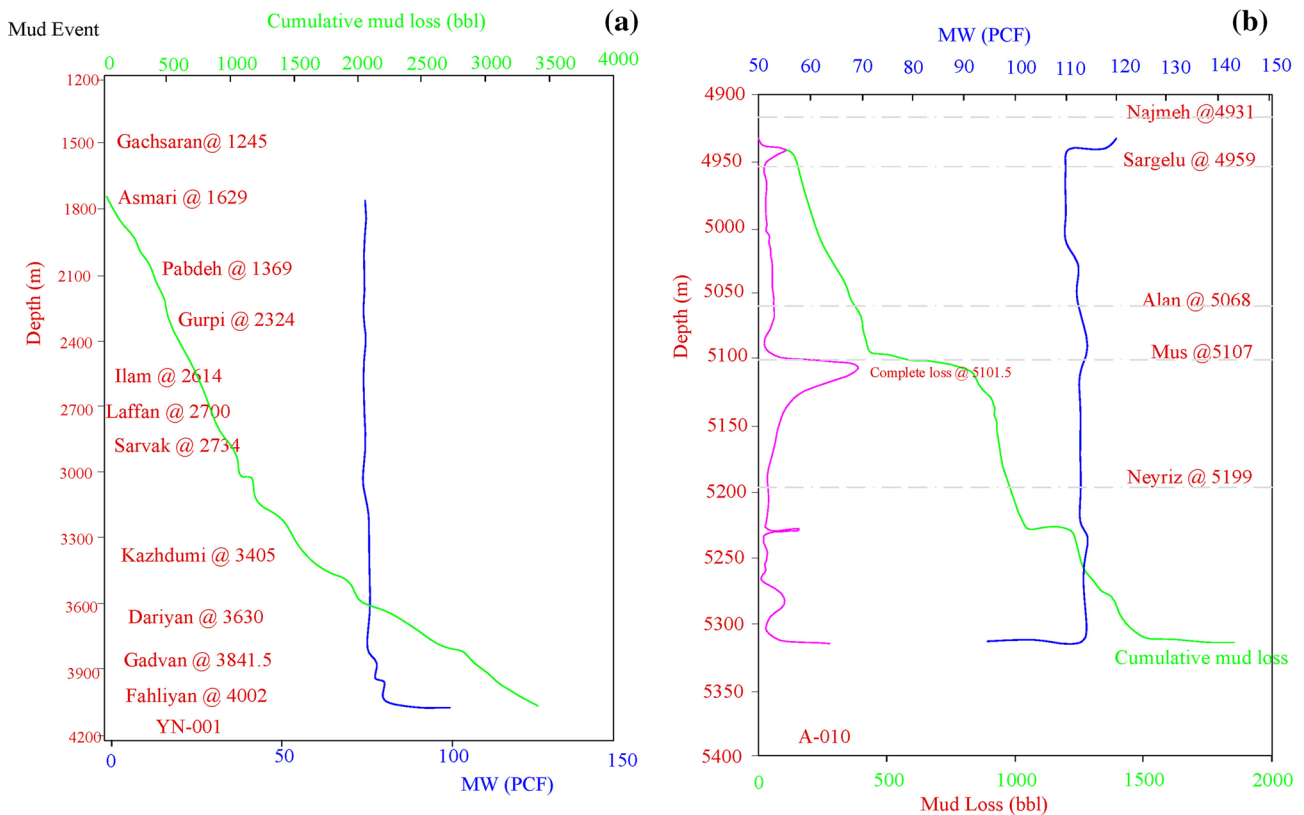 Mud Event
Cumulative mud loss (bbl)
(a)
0 500 1000 1500 2000 2500 3000 3500 4000
1200
1500
1800
2100
2400
2700
3000
3300
3600
3900
4200
Depth (m)
Gachsaran@ 1245
Asmari @ 1629
Pabdeh @ 1369
Gurpi @ 2324
Ilam @ 2614
Laffan @ 2700
Sarvak @ 2734
Kazhdumi @ 3405
Dariyan @ 3630
Gadvan @ 3841.5
Fahliyan @ 4002
YN-001
0 50 100 150
MW (PCF)
(b)
MW (PCF)
50 60 70 80 90 100 110 120 130 140 150
4900
4950
5000
5050
5100
5150
5200
5250
5300
5350
5400
Depth (m)
Najmeh @4931
Sargelu @ 4959
Alan @ 5068
Mus @5107
Complete loss @ 5101.5
Neyriz @ 5199
Cumulative mud loss
A-010
0 500 1000 1500 2000
Mud Loss (bbl)